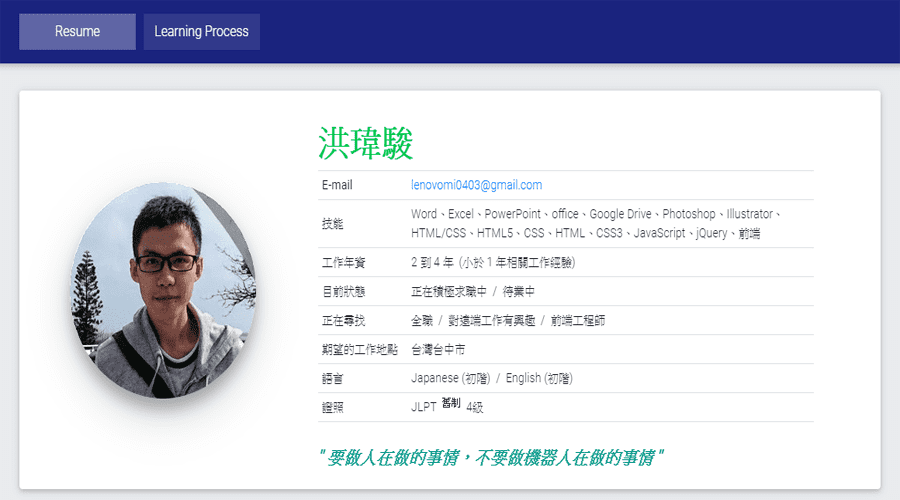 Resume
Learning Process
洪瑋駿
E-mail
lenovomi0403@gmail.com
技能
Word、Excel、PowerPoint、office、Google Drive、Photoshop、Illustrator、
HTML/CSS、HTML5、CSS、HTML、CSS3、JavaScript、jQuery、前端
工作年資
2 到 4 年 (小於 1 年相關工作經驗)
目前狀態
正在積極求職中 / 待業中
正在尋找
全職 / 對遠端工作有興趣 / 前端工程師
期望的工作地點
台灣台中市
語言
Japanese (初階) / English (初階)
證照
JLPT 舊制 4級
" 要做人在做的事情，不要做機器人在做的事情 "